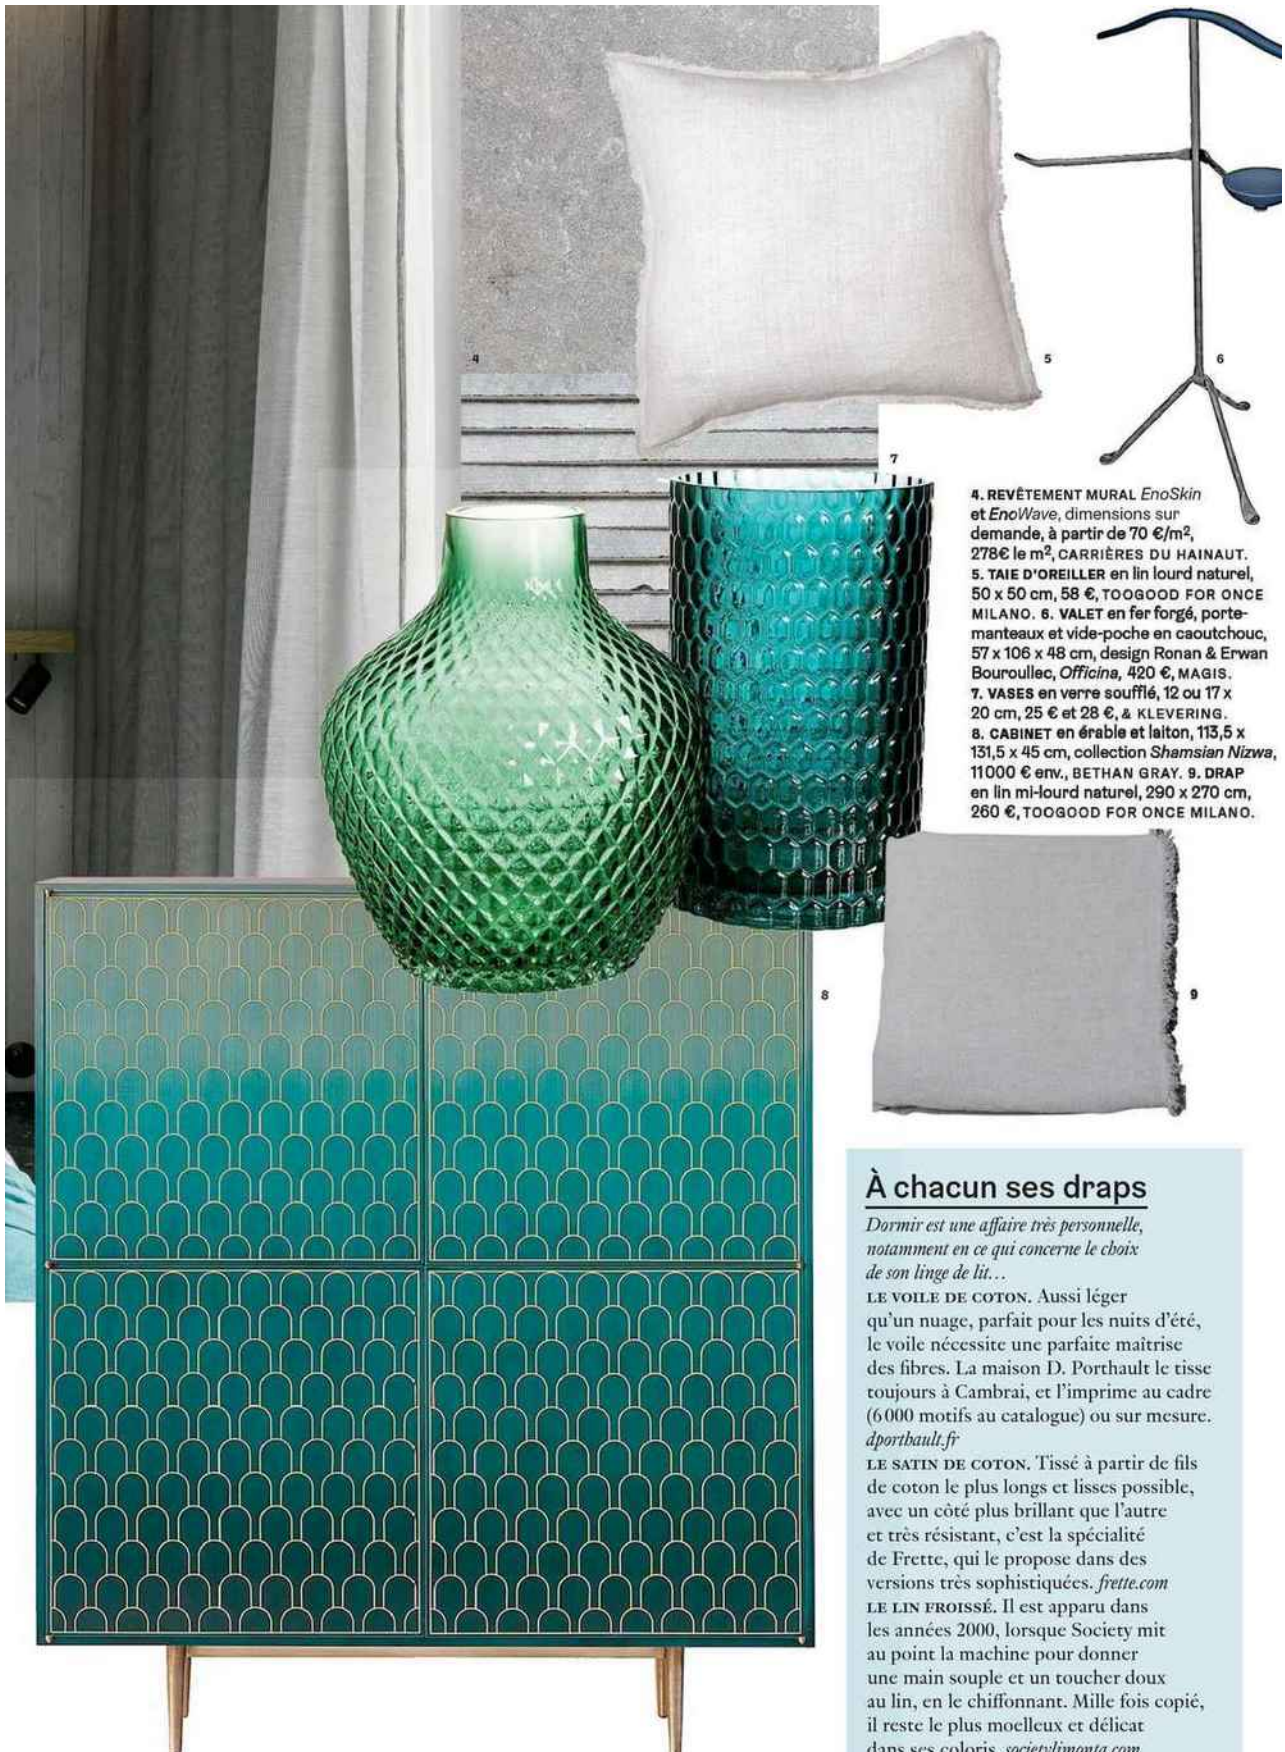 4
5
6
7
4. REVÊTEMENT MURAL EnoSkin
et EnoWave, dimensions sur
demande, à partir de 70 €/m²,
278€ le m², CARRIÈRES DU HAINAUT.
5. TAIE D'OREILLER en lin lourd naturel,
50 x 50 cm, 58 €, TOOGOOD FOR ONCE
MILANO. 6. VALET en fer forgé, porte-
manteaux et vide-poche en caoutchouc,
57 x 106 x 48 cm, design Ronan & Erwan
Bouroullec, Officina, 420 €, MAGIS.
7. VASES en verre soufflé, 12 ou 17 x
20 cm, 25 € et 28 €, & KLEVERING.
8. CABINET en érable et laiton, 113,5 x
131,5 x 45 cm, collection Shamsian Nizwa,
11000 € env., BETHAN GRAY. 9. DRAP
en lin mi-lourd naturel, 290 x 270 cm,
260 €, TOOGOOD FOR ONCE MILANO.
8
9
À chacun ses draps
Dormir est une affaire très personnelle,
notamment en ce qui concerne le choix
de son linge de lit…
LE VOILE DE COTON. Aussi léger
qu'un nuage, parfait pour les nuits d'été,
le voile nécessite une parfaite maîtrise
des fibres. La maison D. Porthault le tisse
toujours à Cambrai, et l'imprime au cadre
(6 000 motifs au catalogue) ou sur mesure.
dporthault.fr
LE SATIN DE COTON. Tissé à partir de fils
de coton le plus longs et lisses possible,
avec un côté plus brillant que l'autre
et très résistant, c'est la spécialité
de Frette, qui le propose dans des
versions très sophistiquées. frette.com
LE LIN FROISSÉ. Il est apparu dans
les années 2000, lorsque Society mit
au point la machine pour donner
une main souple et un toucher doux
au lin, en le chiffonnant. Mille fois copié,
il reste le plus moelleux et délicat
dans ses coloris. societylimonta.com